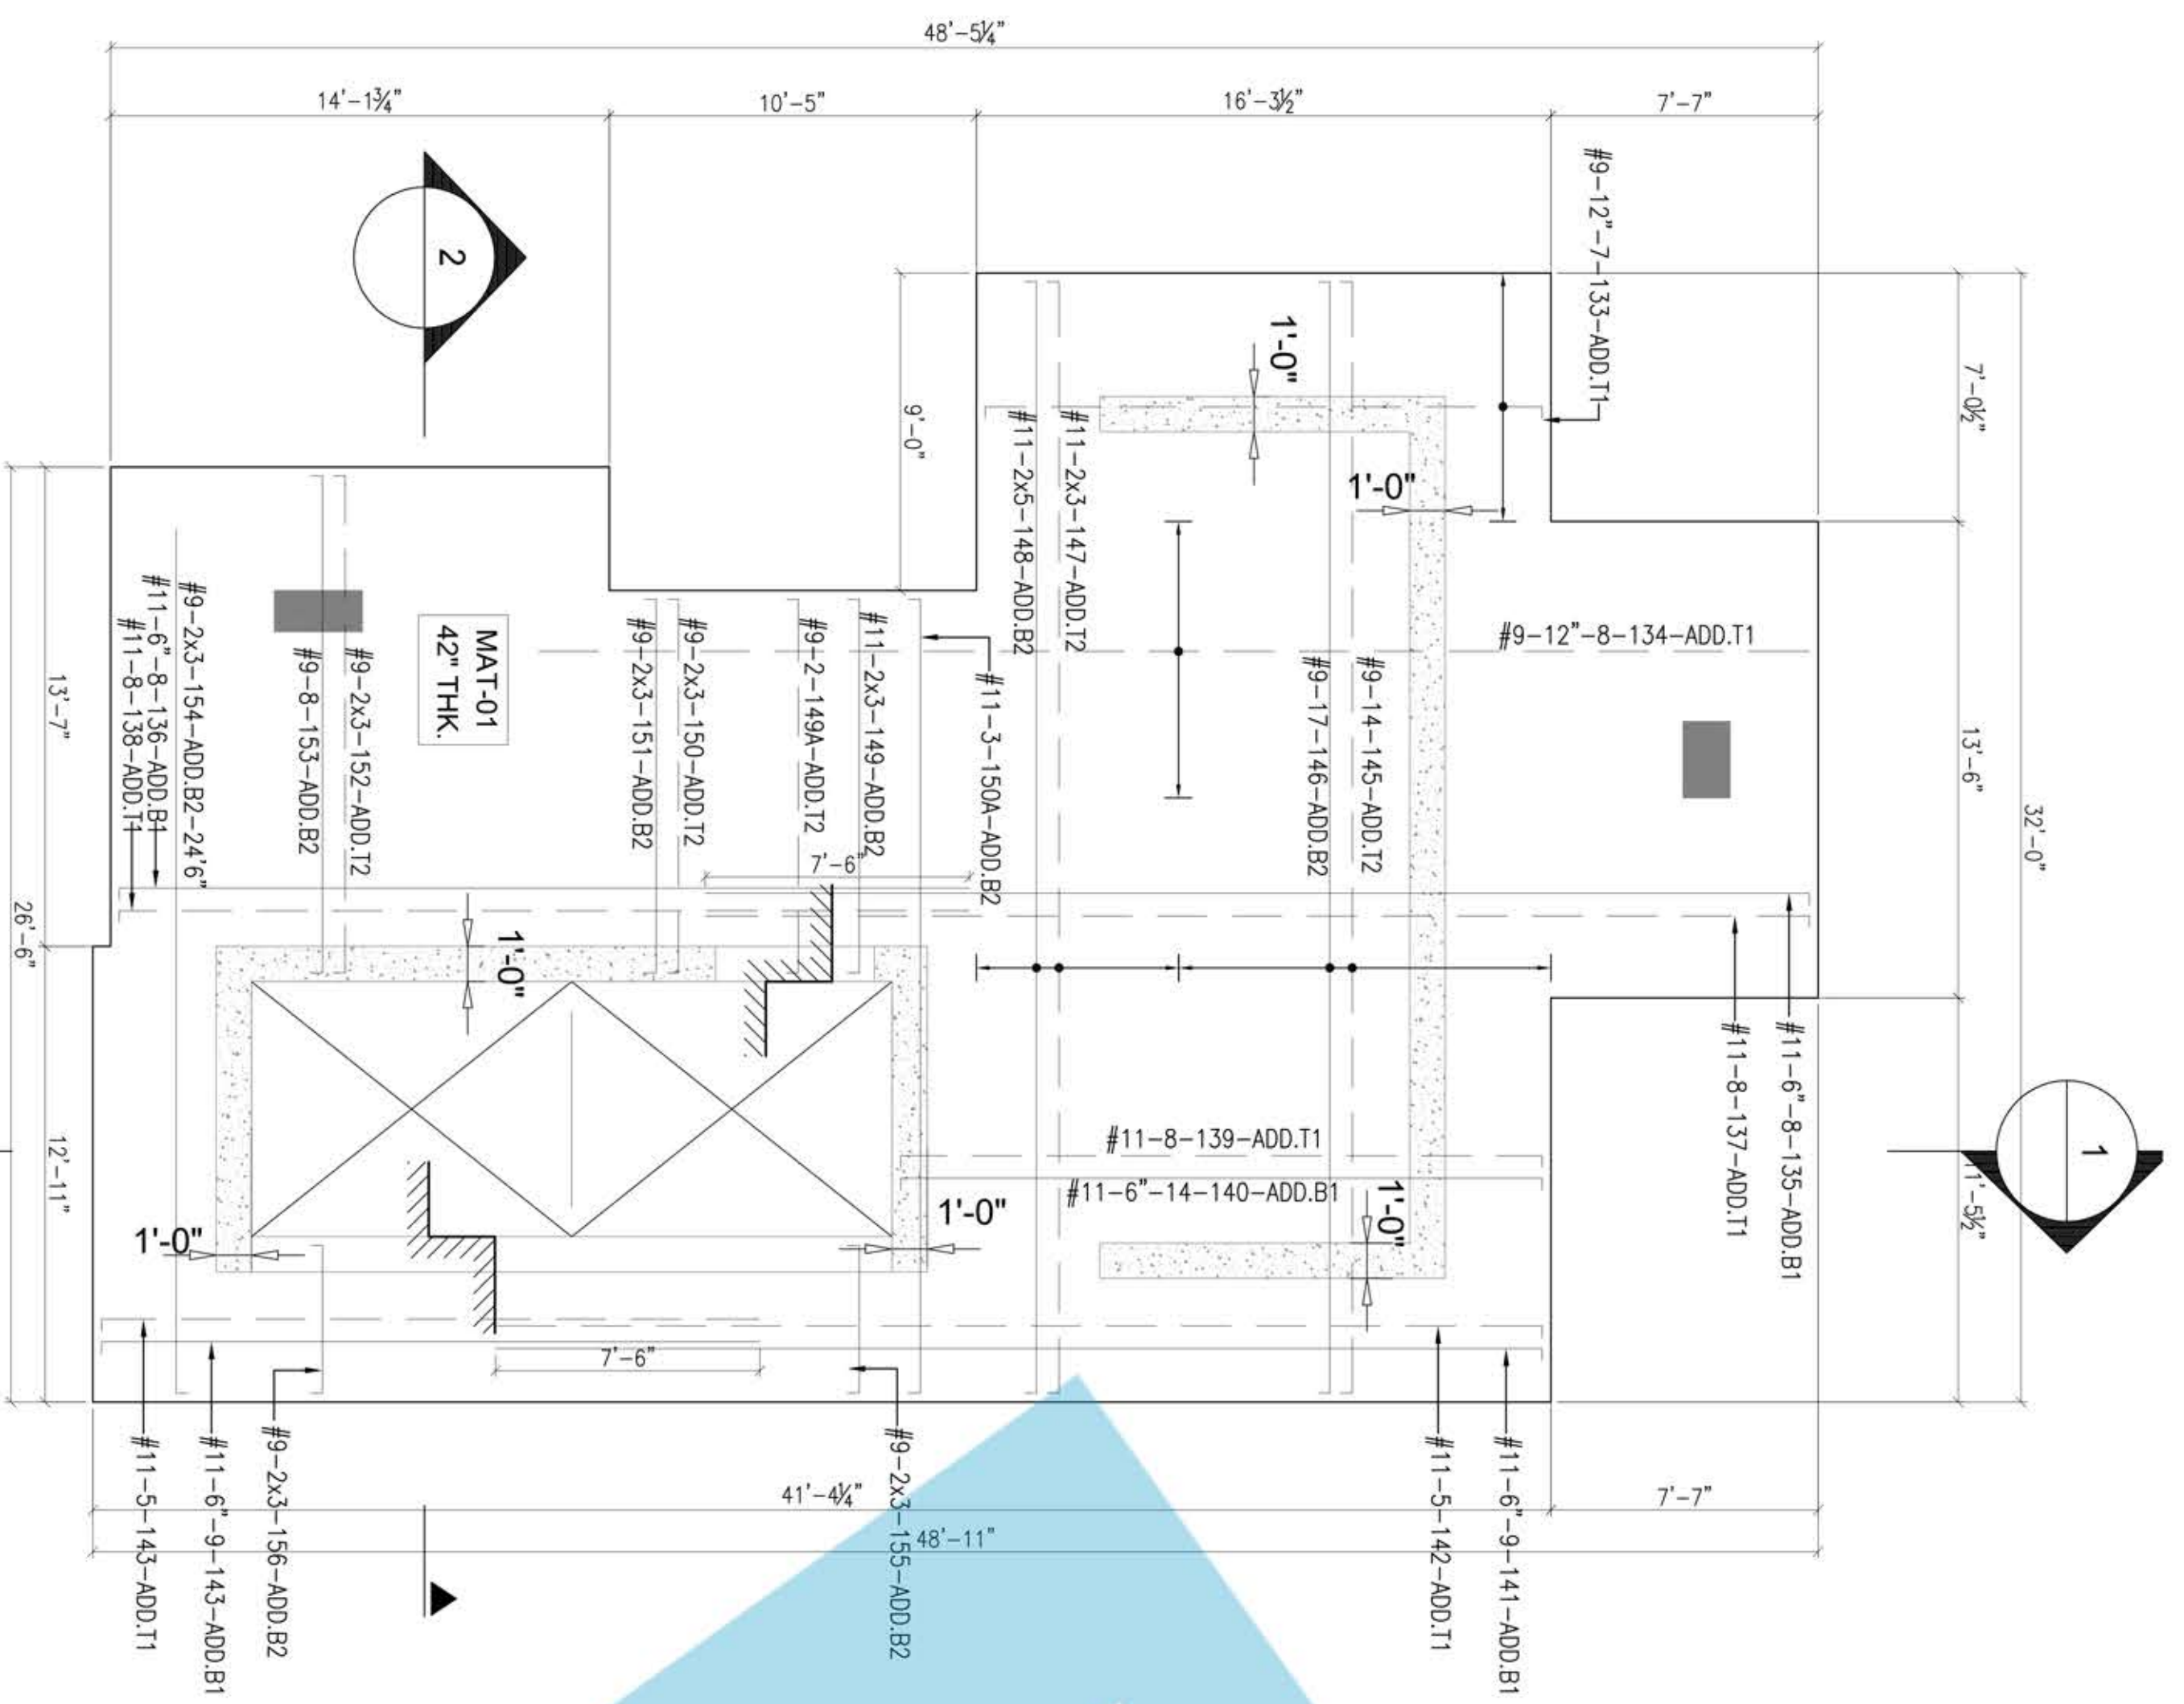 48'-5¼"
14'-1¾"
10'-5"
16'-3½"
7'-7"
#9-12"-7-133-ADD.T1
2
7'-0½"
1'-0"
9'-0"
#11-2x5-148-ADD.B2
#11-2x3-147-ADD.T2
1'-0"
#9-12"-8-134-ADD.T1
MAT-01
42" THK.
#9-2x3-154-ADD.B2-24'6"
#11-6"-8-136-ADD.B1
#11-8-138-ADD.T1
#9-8-153-ADD.B2
#9-2x3-152-ADD.T2
#9-2x3-151-ADD.B2
#9-2x3-150-ADD.T2
#9-2-149A-ADD.T2
#11-2x3-149-ADD.B2
#11-3-150A-ADD.B2
#9-17-146-ADD.B2
#9-14-145-ADD.T2
13'-6"
32'-0"
13'-7"
26'-6"
7'-6"
1'-0"
#11-8-137-ADD.T1
#11-6"-8-135-ADD.B1
1
11'-5½"
#11-8-139-ADD.T1
#11-6"-14-140-ADD.B1
12'-11"
1'-0"
1'-0"
1'-0"
7'-6"
#11-5-143-ADD.T1
#11-6"-9-143-ADD.B1
#9-2x3-156-ADD.B2
#9-2x3-155-ADD.B2
#11-5-142-ADD.T1
#11-6"-9-141-ADD.B1
41'-4¼"
7'-7"
48'-11"